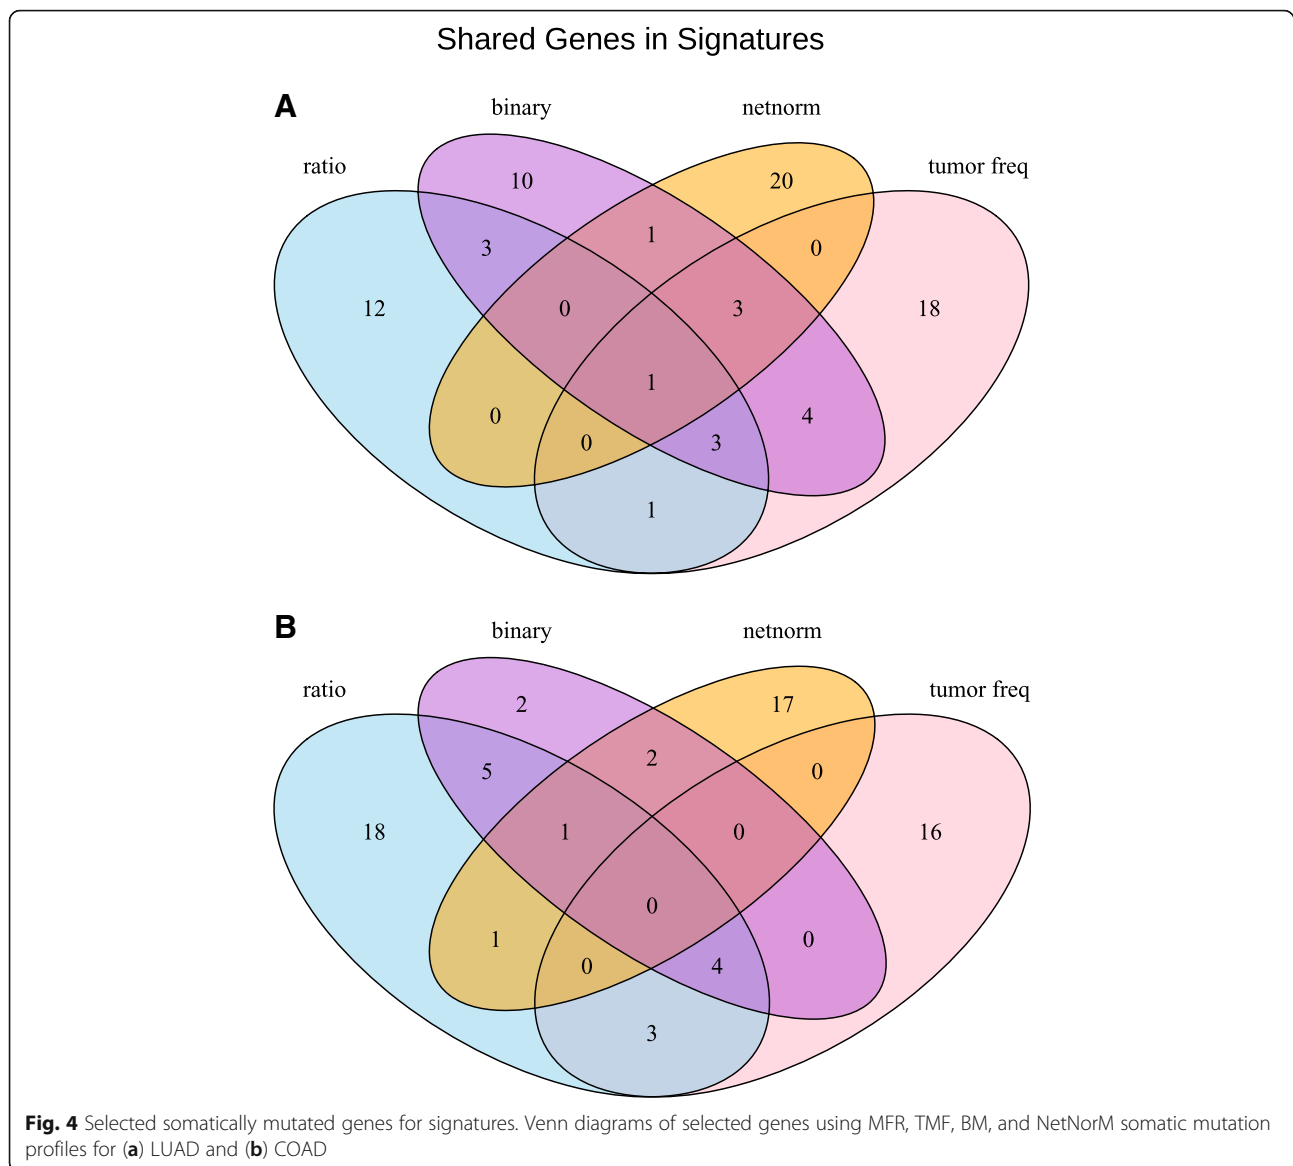 Shared Genes in Signatures
A
binary
netnorm
ratio
tumor freq
10
20
3
1
0
12
0
3
18
1
0
0
3
4
1
B
binary
netnorm
ratio
tumor freq
2
17
5
2
0
18
1
0
16
0
1
0
4
0
3
Fig. 4 Selected somatically mutated genes for signatures. Venn diagrams of selected genes using MFR, TMF, BM, and NetNorM somatic mutation
profiles for (a) LUAD and (b) COAD